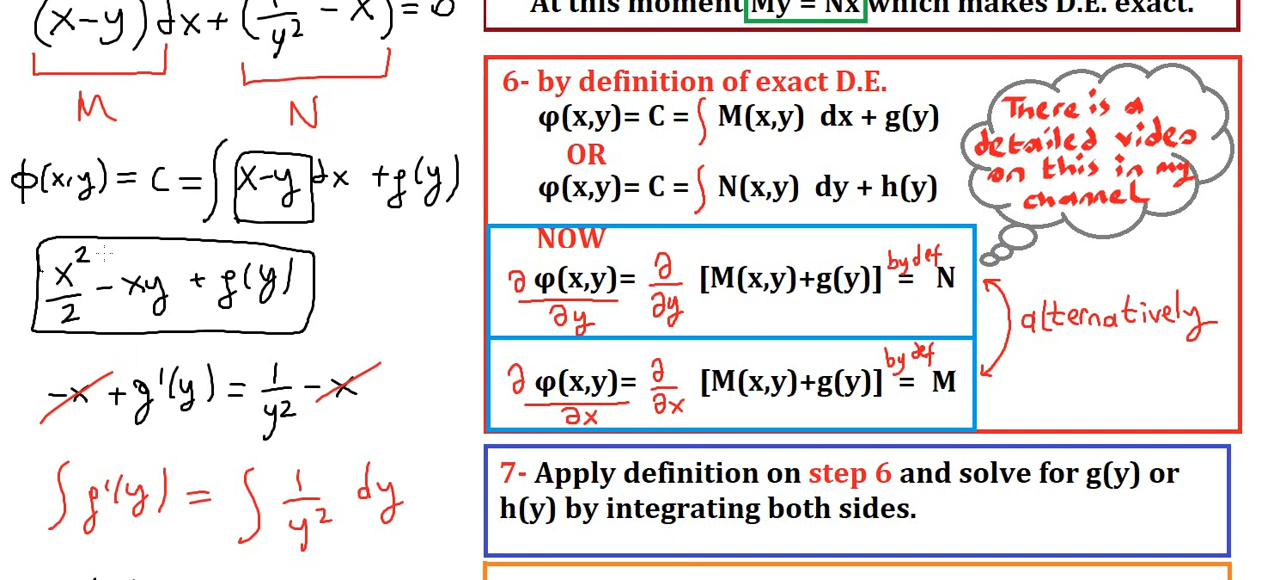 (x-y) dx + (1/y² - x) = 0
M N
φ(x,y) = C = ∫ x-y dx + g(y)
x²/2 - xy + g(y)
-x + g'(y) = 1/y² - x
∫ g'(y) = ∫ 1/y² dy
At this moment My = Nx which makes D.E. exact.
6- by definition of exact D.E.
φ(x,y)= C = ∫ M(x,y) dx + g(y)
OR
φ(x,y)= C = ∫ N(x,y) dy + h(y)
NOW
∂ φ(x,y)/∂y = ∂/∂y [M(x,y)+g(y)] by def = N
∂ φ(x,y)/∂x = ∂/∂x [M(x,y)+g(y)] by def = M
There is a
detailed video
on this in my
channel
alternatively
7- Apply definition on step 6 and solve for g(y) or
h(y) by integrating both sides.